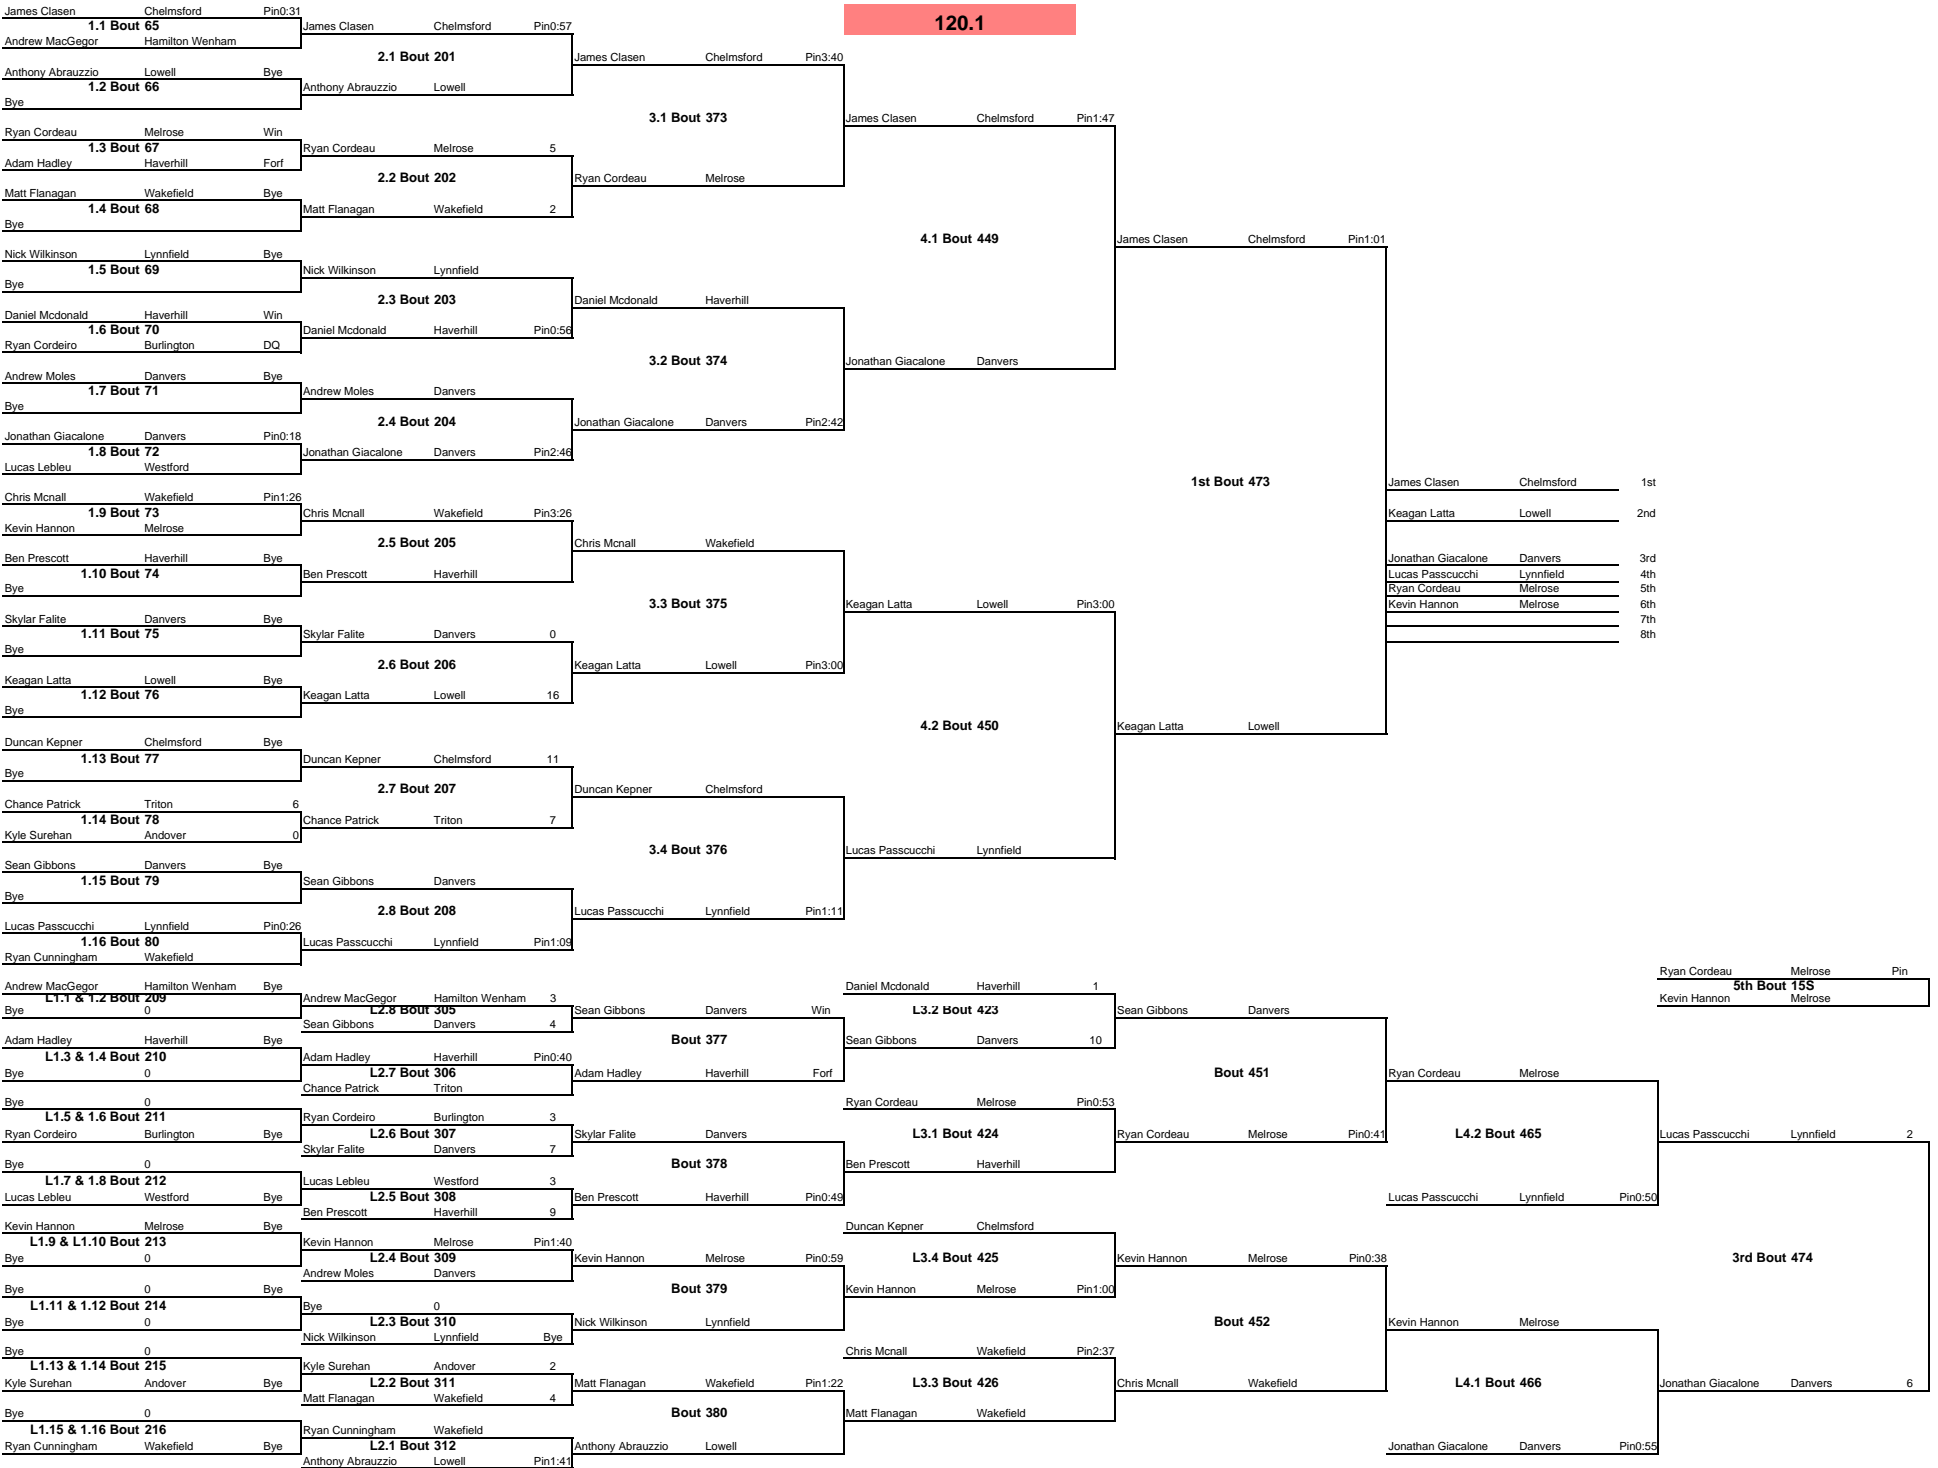 120.1
James Clasen Chelmsford Pin0:31
1.1 Bout 65
Andrew MacGegor Hamilton Wenham
Anthony Abrauzzio Lowell Bye
1.2 Bout 66
Bye
Ryan Cordeau Melrose Win
1.3 Bout 67
Adam Hadley Haverhill Forf
Matt Flanagan Wakefield Bye
1.4 Bout 68
Bye
Nick Wilkinson Lynnfield Bye
1.5 Bout 69
Bye
Daniel Mcdonald Haverhill Win
1.6 Bout 70
Ryan Cordeiro Burlington DQ
Andrew Moles Danvers Bye
1.7 Bout 71
Bye
Jonathan Giacalone Danvers Pin0:18
1.8 Bout 72
Lucas Lebleu Westford
Chris Mcnall Wakefield Pin1:26
1.9 Bout 73
Kevin Hannon Melrose
Ben Prescott Haverhill Bye
1.10 Bout 74
Bye
Skylar Falite Danvers Bye
1.11 Bout 75
Bye
Keagan Latta Lowell Bye
1.12 Bout 76
Bye
Duncan Kepner Chelmsford Bye
1.13 Bout 77
Bye
Chance Patrick Triton 6
1.14 Bout 78
Kyle Surehan Andover 0
Sean Gibbons Danvers Bye
1.15 Bout 79
Bye
Lucas Passcucchi Lynnfield Pin0:26
1.16 Bout 80
Ryan Cunningham Wakefield
James Clasen Chelmsford Pin0:57
2.1 Bout 201
Anthony Abrauzzio Lowell
Ryan Cordeau Melrose 5
2.2 Bout 202
Matt Flanagan Wakefield 2
Nick Wilkinson Lynnfield
2.3 Bout 203
Daniel Mcdonald Haverhill Pin0:56
Andrew Moles Danvers
2.4 Bout 204
Jonathan Giacalone Danvers Pin2:46
Chris Mcnall Wakefield Pin3:26
2.5 Bout 205
Ben Prescott Haverhill
Skylar Falite Danvers 0
2.6 Bout 206
Keagan Latta Lowell 16
Duncan Kepner Chelmsford 11
2.7 Bout 207
Chance Patrick Triton 7
Sean Gibbons Danvers
2.8 Bout 208
Lucas Passcucchi Lynnfield Pin1:09
James Clasen Chelmsford Pin3:40
3.1 Bout 373
Ryan Cordeau Melrose
Daniel Mcdonald Haverhill
3.2 Bout 374
Jonathan Giacalone Danvers Pin2:42
Chris Mcnall Wakefield
3.3 Bout 375
Keagan Latta Lowell Pin3:00
Duncan Kepner Chelmsford
3.4 Bout 376
Lucas Passcucchi Lynnfield Pin1:11
James Clasen Chelmsford Pin1:47
4.1 Bout 449
Jonathan Giacalone Danvers
Keagan Latta Lowell Pin3:00
4.2 Bout 450
Lucas Passcucchi Lynnfield
James Clasen Chelmsford Pin1:01
1st Bout 473
Keagan Latta Lowell
James Clasen Chelmsford 1st
Keagan Latta Lowell 2nd
Jonathan Giacalone Danvers 3rd
Lucas Passcucchi Lynnfield 4th
Ryan Cordeau Melrose 5th
Kevin Hannon Melrose 6th
7th
8th
Andrew MacGegor Hamilton Wenham Bye
L1.1 & 1.2 Bout 209
Bye 0
Adam Hadley Haverhill Bye
L1.3 & 1.4 Bout 210
Bye 0
Bye 0
L1.5 & 1.6 Bout 211
Ryan Cordeiro Burlington Bye
Bye 0
L1.7 & 1.8 Bout 212
Lucas Lebleu Westford Bye
Kevin Hannon Melrose Bye
L1.9 & L1.10 Bout 213
Bye 0
Bye 0 Bye
L1.11 & 1.12 Bout 214
Bye 0
Bye 0
L1.13 & 1.14 Bout 215
Kyle Surehan Andover Bye
Bye 0
L1.15 & 1.16 Bout 216
Ryan Cunningham Wakefield Bye
Andrew MacGegor Hamilton Wenham 3
L2.8 Bout 305
Sean Gibbons Danvers 4
Adam Hadley Haverhill Pin0:40
L2.7 Bout 306
Chance Patrick Triton
Ryan Cordeiro Burlington 3
L2.6 Bout 307
Skylar Falite Danvers 7
Lucas Lebleu Westford 3
L2.5 Bout 308
Ben Prescott Haverhill 9
Kevin Hannon Melrose Pin1:40
L2.4 Bout 309
Andrew Moles Danvers
Bye 0
L2.3 Bout 310
Nick Wilkinson Lynnfield Bye
Kyle Surehan Andover 2
L2.2 Bout 311
Matt Flanagan Wakefield 4
Ryan Cunningham Wakefield
L2.1 Bout 312
Anthony Abrauzzio Lowell Pin1:41
Sean Gibbons Danvers Win
Bout 377
Adam Hadley Haverhill Forf
Skylar Falite Danvers
Bout 378
Ben Prescott Haverhill Pin0:49
Kevin Hannon Melrose Pin0:59
Bout 379
Nick Wilkinson Lynnfield
Matt Flanagan Wakefield Pin1:22
Bout 380
Anthony Abrauzzio Lowell
Daniel Mcdonald Haverhill 1
L3.2 Bout 423
Sean Gibbons Danvers 10
Ryan Cordeau Melrose Pin0:53
L3.1 Bout 424
Ben Prescott Haverhill
Duncan Kepner Chelmsford
L3.4 Bout 425
Kevin Hannon Melrose Pin1:00
Chris Mcnall Wakefield Pin2:37
L3.3 Bout 426
Matt Flanagan Wakefield
Sean Gibbons Danvers
Bout 451
Ryan Cordeau Melrose Pin0:41
Kevin Hannon Melrose Pin0:38
Bout 452
Chris Mcnall Wakefield
Ryan Cordeau Melrose
L4.2 Bout 465
Lucas Passcucchi Lynnfield Pin0:50
Kevin Hannon Melrose
L4.1 Bout 466
Jonathan Giacalone Danvers Pin0:55
Ryan Cordeau Melrose Pin
5th Bout 15S
Kevin Hannon Melrose
Lucas Passcucchi Lynnfield 2
3rd Bout 474
Jonathan Giacalone Danvers 6